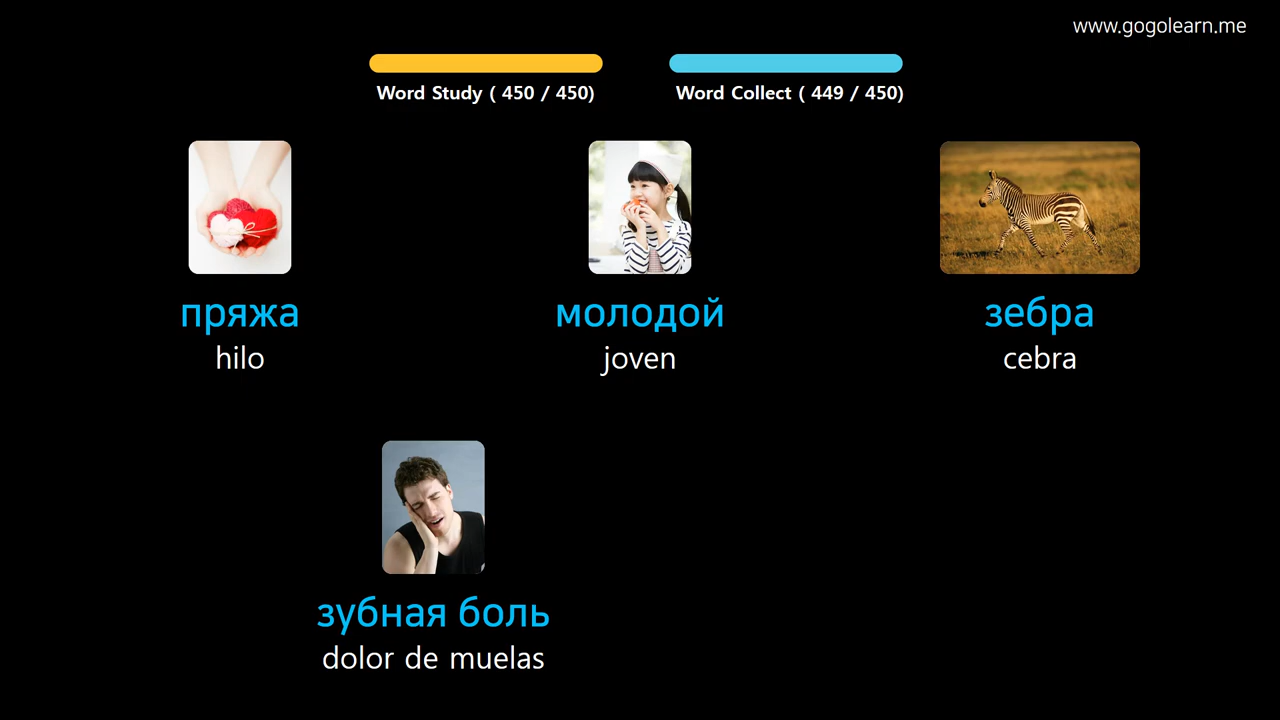 www.gogolearn.me
Word Study ( 450 / 450)
Word Collect ( 449 / 450)
пряжа
hilo
молодой
joven
зебра
cebra
зубная боль
dolor de muelas